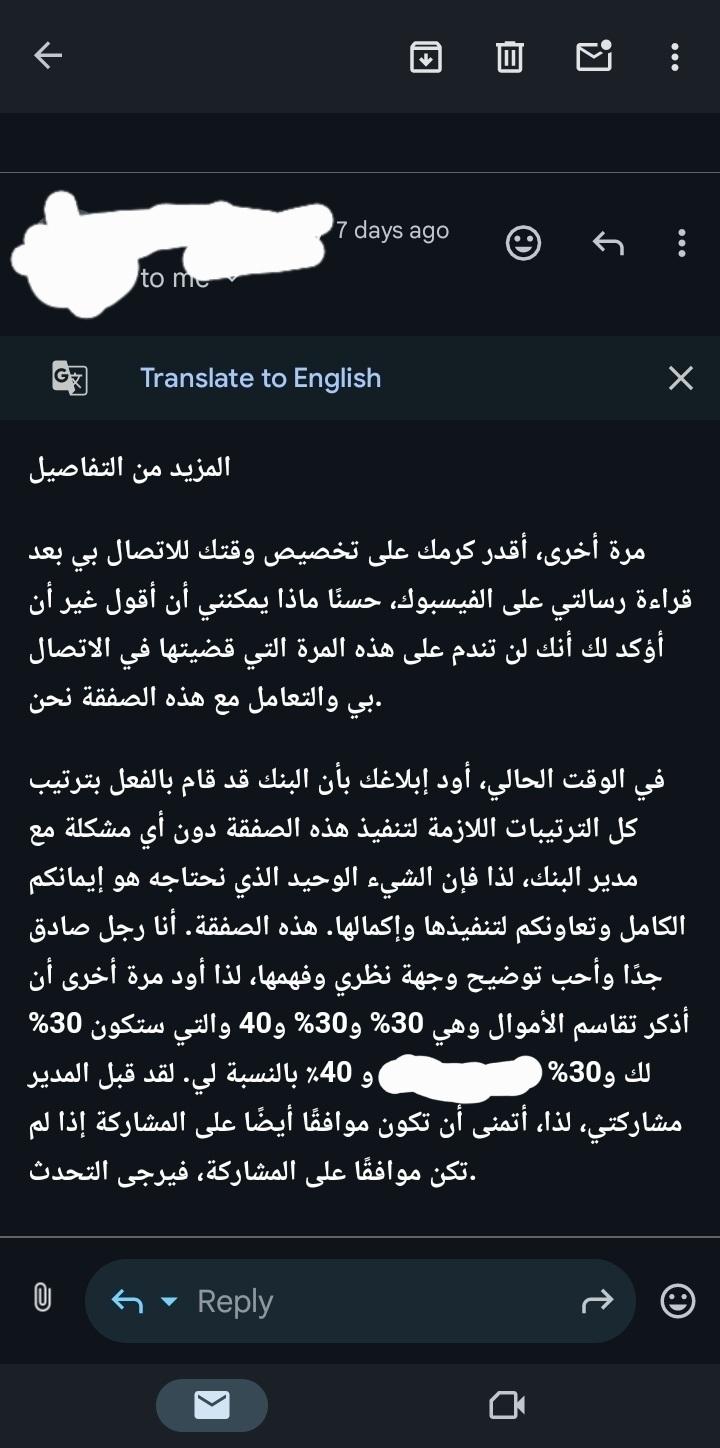 7 days ago
to me
Translate to English
المزيد من التفاصيل
مرة أخرى، أقدر كرمك على تخصيص وقتك للاتصال بي بعد
قراءة رسالتي على الفيسبوك، حسنًا ماذا يمكنني أن أقول غير أن
أؤكد لك أنك لن تندم على هذه المرة التي قضيتها في الاتصال
بي والتعامل مع هذه الصفقة نحن.
في الوقت الحالي، أود إبلاغك بأن البنك قد قام بالفعل بترتيب
كل الترتيبات اللازمة لتنفيذ هذه الصفقة دون أي مشكلة مع
مدير البنك، لذا فإن الشيء الوحيد الذي نحتاجه هو إيمانكم
الكامل وتعاونكم لتنفيذها وإكمالها. هذه الصفقة. أنا رجل صادق
جدًا وأحب توضيح وجهة نظري وفهمها، لذا أود مرة أخرى أن
أذكر تقاسم الأموال وهي 30% و30% و40 والتي ستكون 30%
لك و30% و 40٪ بالنسبة لي. لقد قبل المدير
مشاركتي، لذا، أتمنى أن تكون موافقًا أيضًا على المشاركة إذا لم
تكن موافقًا على المشاركة، فيرجى التحدث.
Reply